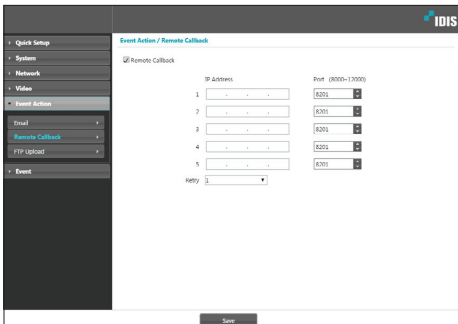 IDIS
Quick Setup
System
Network
Video
Event Action
Email
Remote Callback
FTP Upload
Event
Event Action / Remote Callback
Remote Callback
IP Address Port (8000~12000)
1 . . . 8201
2 . . . 8201
3 . . . 8201
4 . . . 8201
5 . . . 8201
Retry 1
Save